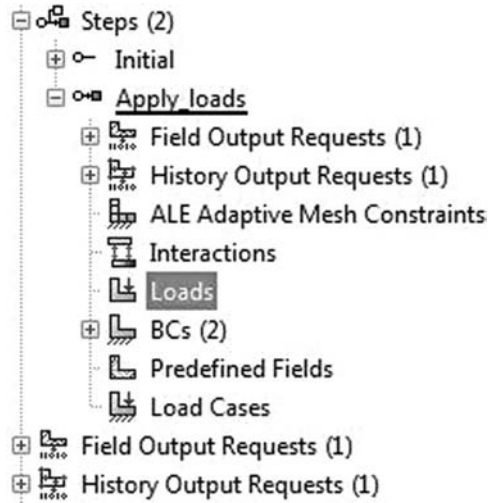 Steps (2)
Initial
Apply_loads
Field Output Requests (1)
History Output Requests (1)
ALE Adaptive Mesh Constraints
Interactions
Loads
BCs (2)
Predefined Fields
Load Cases
Field Output Requests (1)
History Output Requests (1)